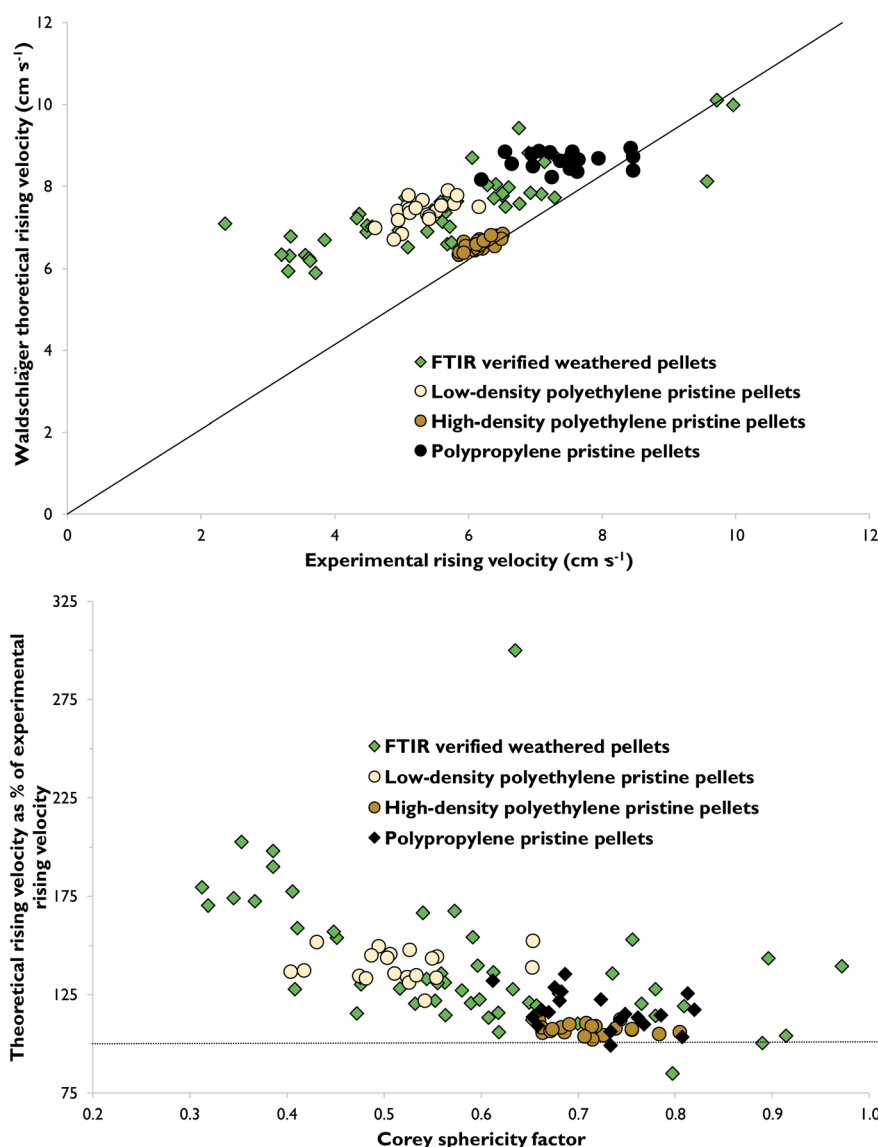 12
10
8
6
4
2
0
Waldschläger thoretical rising velocity (cm s⁻¹)
FTIR verified weathered pellets
Low-density polyethylene pristine pellets
High-density polyethylene pristine pellets
Polypropylene pristine pellets
0 2 4 6 8 10 12
Experimental rising velocity (cm s⁻¹)
325
275
225
175
125
75
Theoretical rising velocity as % of experimental
rising velocity
FTIR verified weathered pellets
Low-density polyethylene pristine pellets
High-density polyethylene pristine pellets
Polypropylene pristine pellets
0.2 0.3 0.4 0.5 0.6 0.7 0.8 0.9 1.0
Corey sphericity factor